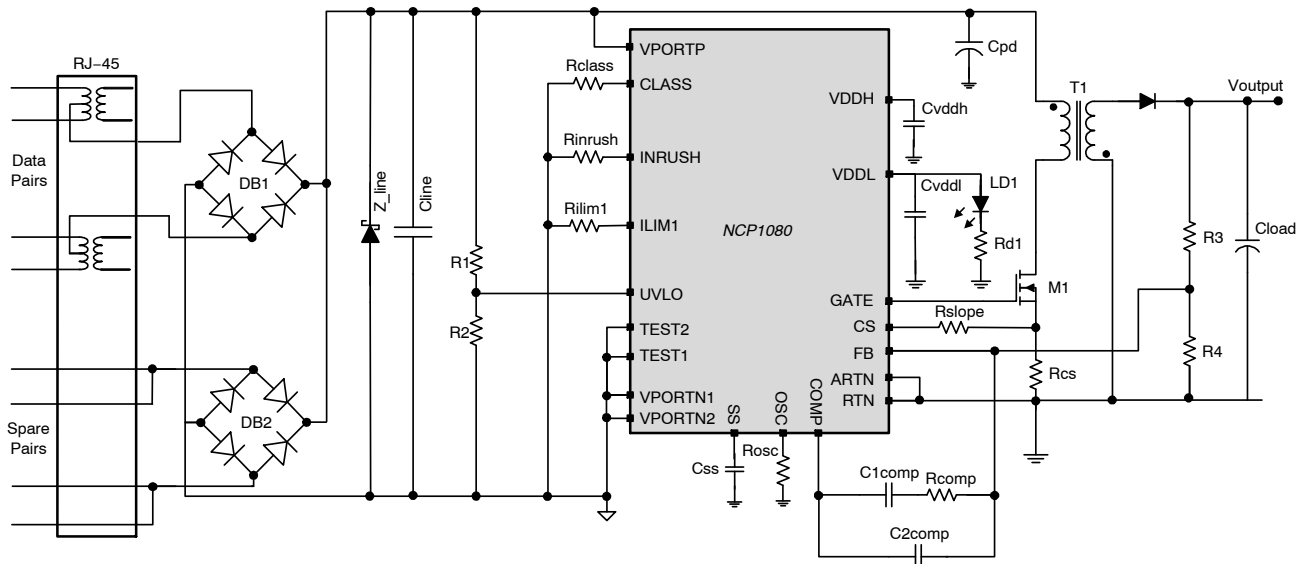 RJ-45
Data
Pairs
Spare
Pairs
DB1
DB2
Z_line
Cline
R1
R2
Rclass
Rinrush
Rilim1
VPORTP
CLASS
INRUSH
ILIM1
UVLO
TEST2
TEST1
VPORTN1
VPORTN2
NCP1080
VDDH
VDDL
GATE
CS
FB
ARTN
RTN
SS
OSC
COMP
Cvddh
Cvddl
LD1
Rd1
Cpd
T1
M1
Rslope
Rcs
Voutput
R3
R4
Cload
Css
Rosc
C1comp
Rcomp
C2comp